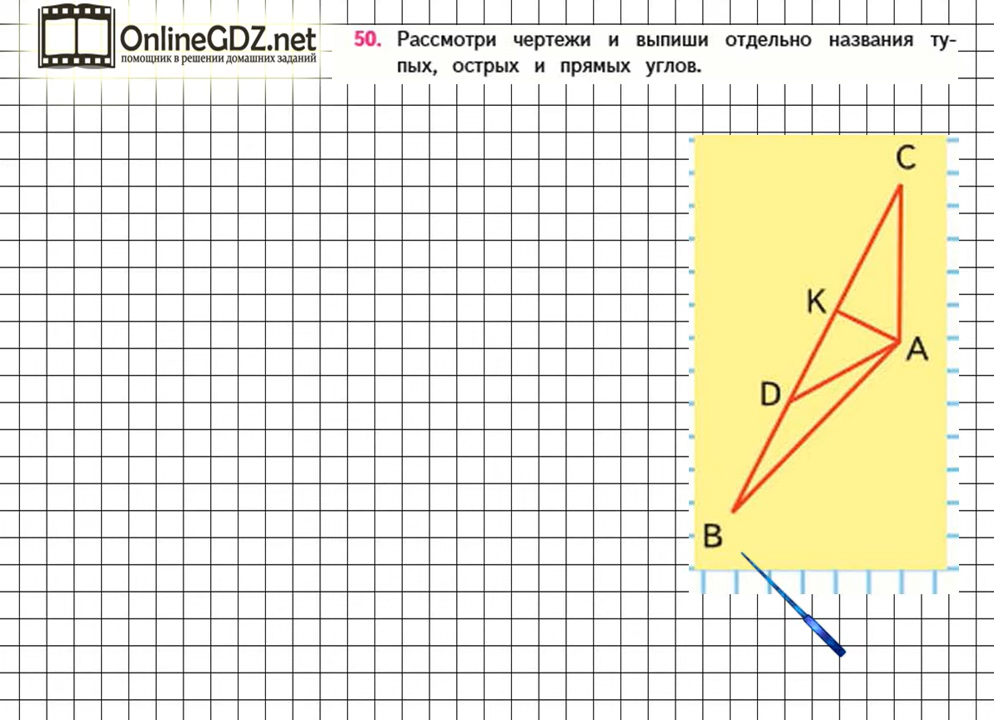 OnlineGDZ.net
помощник в решении домашних заданий
50. Рассмотри чертежи и выпиши отдельно названия ту-
пых, острых и прямых углов.
C
K
A
D
B